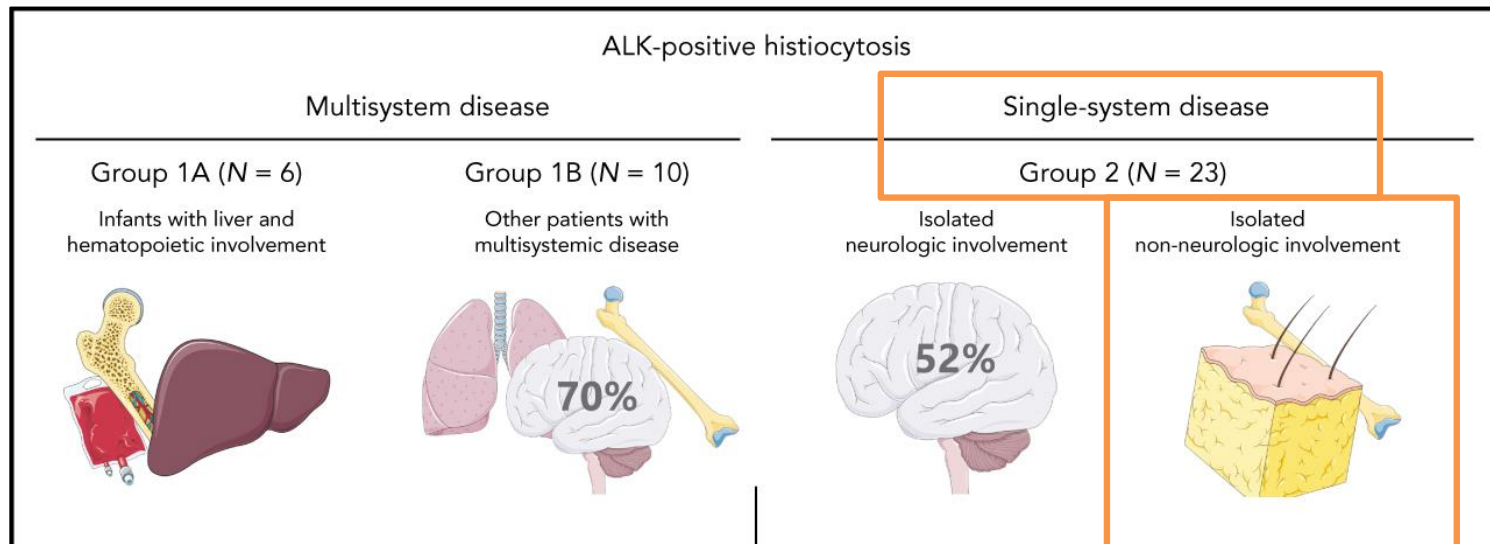 ALK-positive histiocytosis
Multisystem disease
Single-system disease
Group 1A (N = 6)
Group 1B (N = 10)
Group 2 (N = 23)
Infants with liver and
hematopoietic involvement
Other patients with
multisystemic disease
Isolated
neurologic involvement
Isolated
non-neurologic involvement
70%
52%